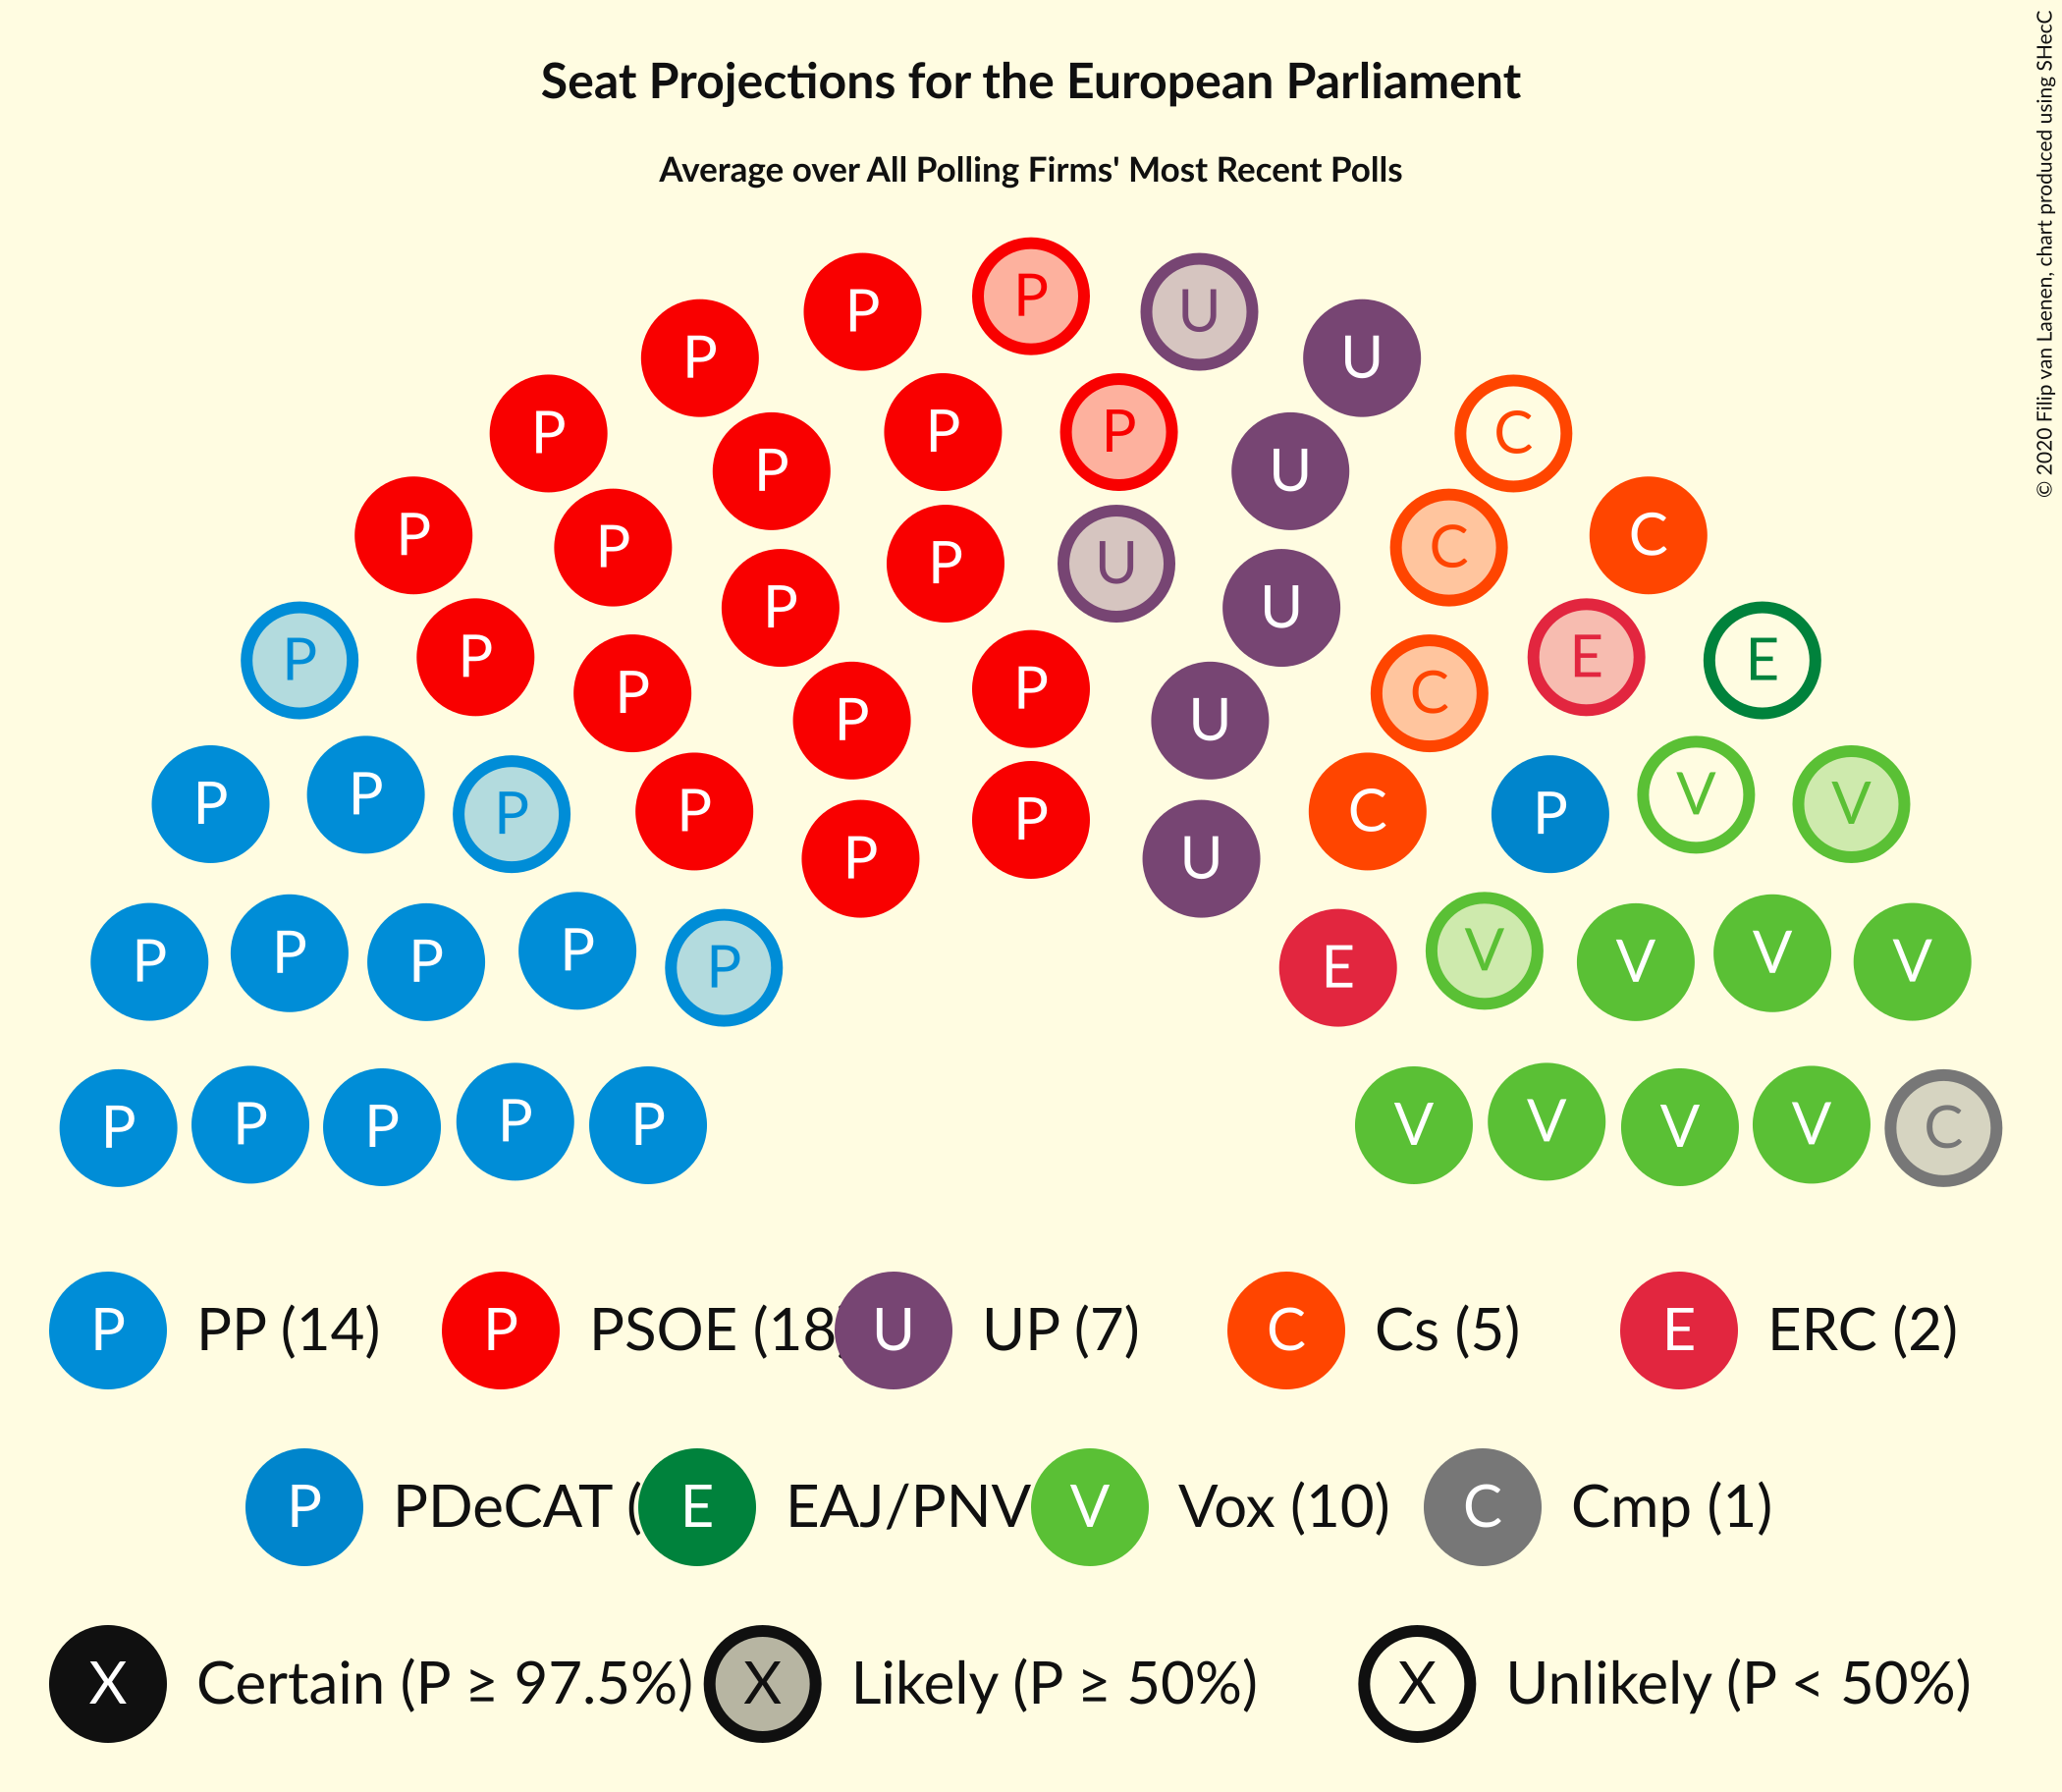 Seat Projections for the European Parliament
Average over All Polling Firms' Most Recent Polls
© 2020 Filip van Laenen, chart produced using SHecC
P P U
P U
P P C
P P U
P P C C
P U
P P U
P E E
P P
P P C
P P U
P P V V
P C P
P P
P U
P P P P V V V V
P E
P P P P P V V V V C
P PP (14) P PSOE (18 U UP (7) C Cs (5) E ERC (2)
P PDeCAT ( E EAJ/PNV V Vox (10) C Cmp (1)
X Certain (P ≥ 97.5%) X Likely (P ≥ 50%) X Unlikely (P < 50%)